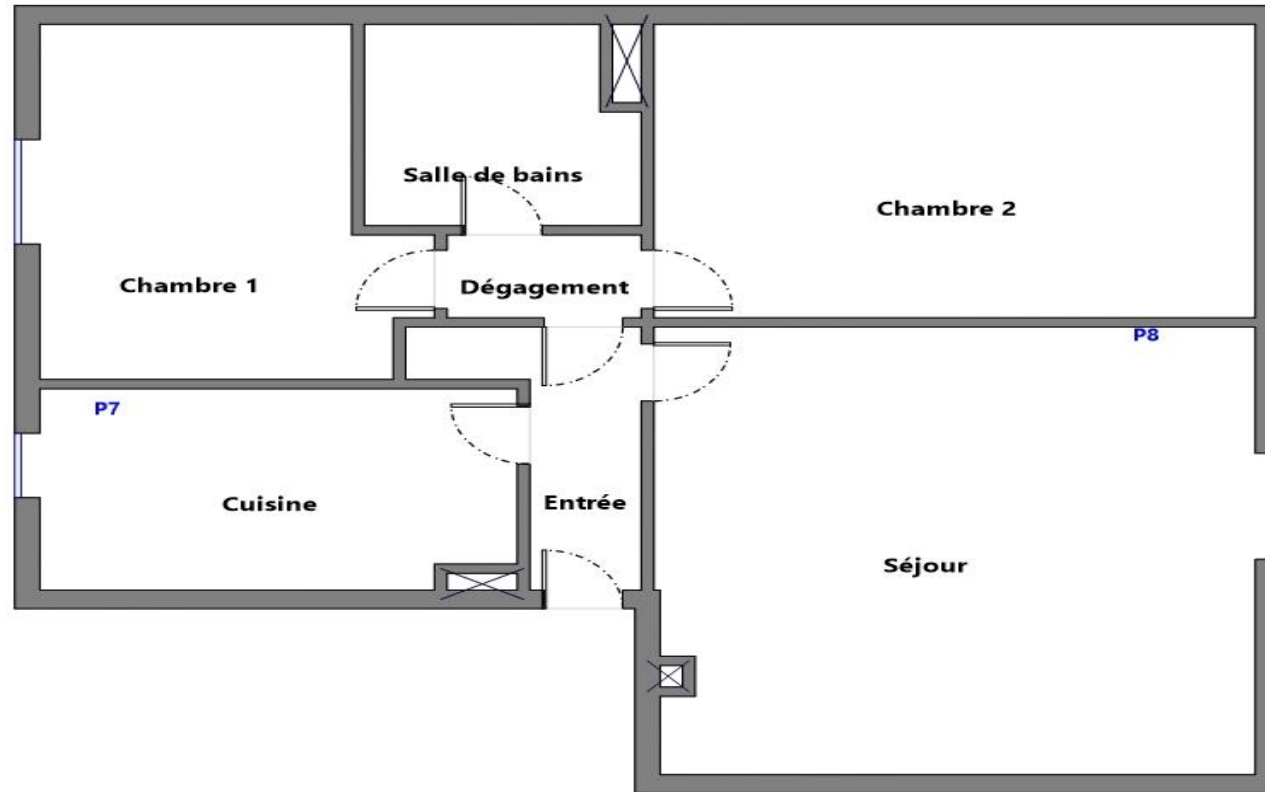 Salle de bains
Chambre 2
Chambre 1
Dégagement
P8
P7
Cuisine
Entrée
Séjour